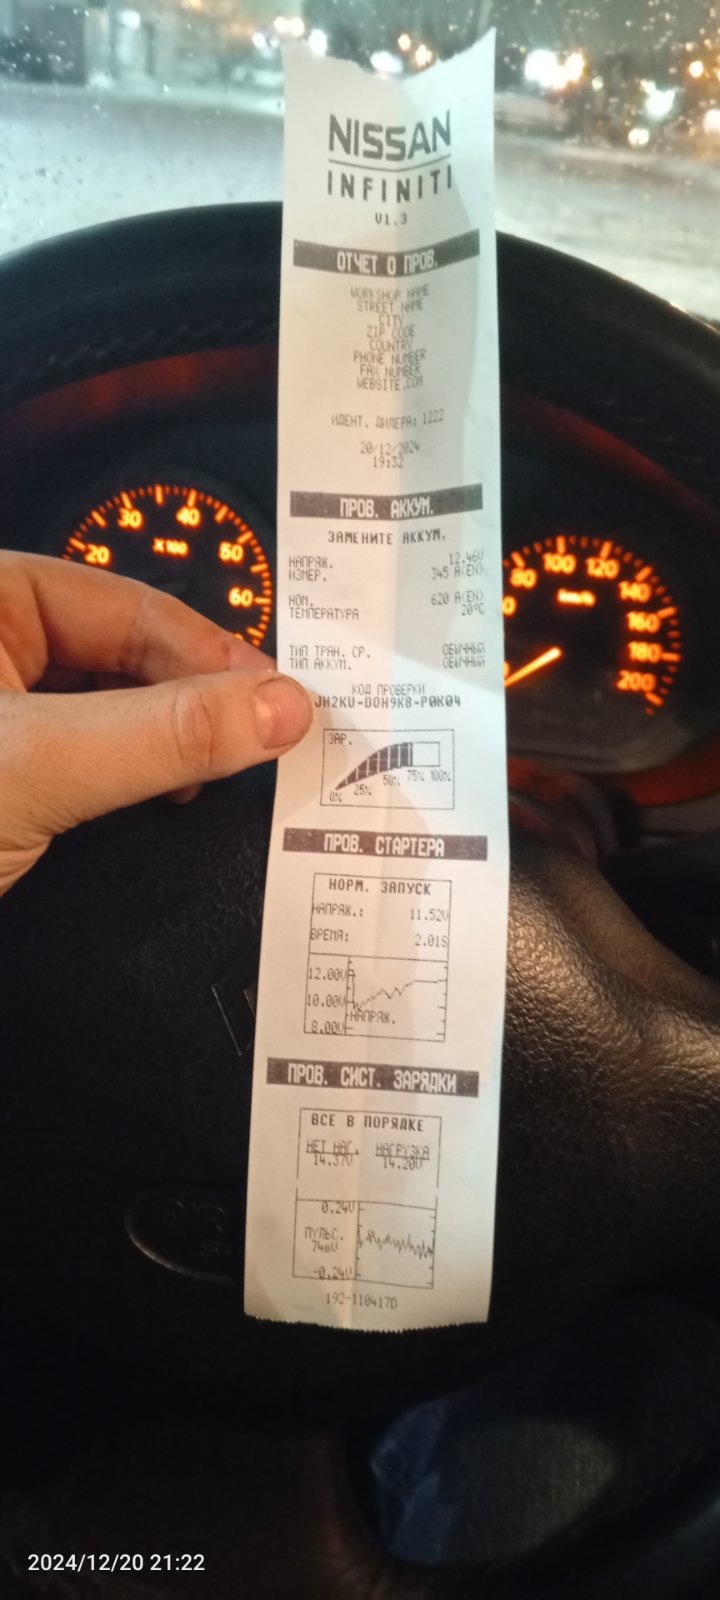 NISSAN
INFINITI
V1.3
ОТЧЕТ О ПРОВ.
WORKSHOP NAME
STREET NAME
CITY
ZIP CODE
COUNTRY
PHONE NUMBER
FAX NUMBER
WEBSITE.COM
ИДЕНТ. ДИЛЕРА: 1222
20/12/2024
19:32
ПРОВ. АККУМ.
ЗАМЕНИТЕ АККУМ.
НАПРЯЖ. 12.46V
ИЗМЕР. 345 A(EN)
НОМ. 620 A(EN)
ТЕМПЕРАТУРА 20°C
ТИП ТРАН. СР. ОБЫЧНЫЙ
ТИП АККУМ. ОБЫЧНЫЙ
КОД ПРОВЕРКИ
JH2KU-D0H9K8-P0K04
ЗАР.
0% 25% 50% 75% 100%
ПРОВ. СТАРТЕРА
НОРМ. ЗАПУСК
НАПРЯЖ.: 11.52V
ВРЕМЯ: 2.01S
12.00V
10.00V
НАПРЯЖ.
8.00V
ПРОВ. СИСТ. ЗАРЯДКИ
ВСЕ В ПОРЯДКЕ
НЕТ НАГ. НАГРУЗКА
14.37V 14.20V
0.24V
ПУЛЬС.
74mV
-0.24V
192-110417D
20 30 40 50 60
X100
80 100 120 140 160 180 200
km/h
2024/12/20 21:22